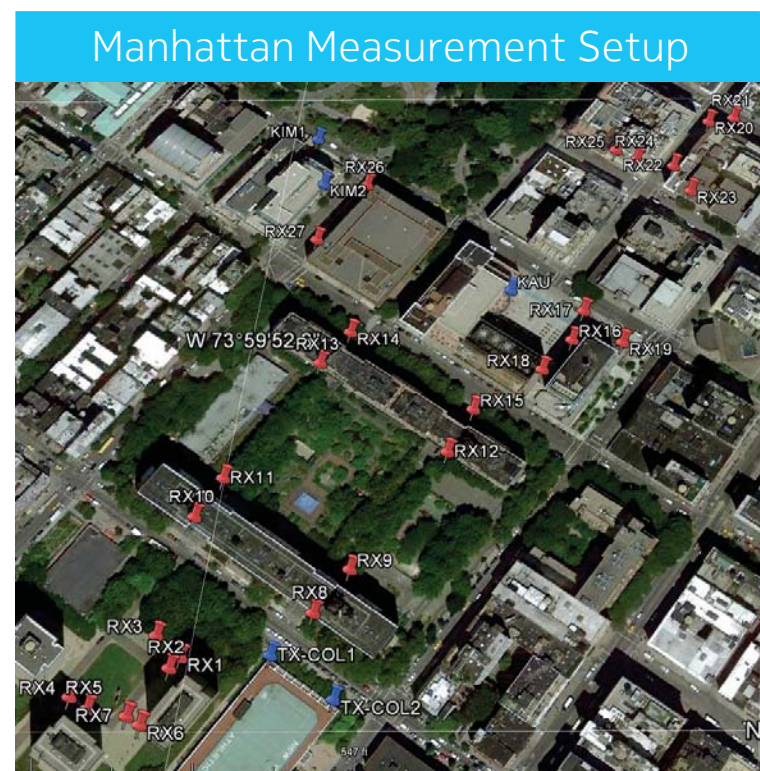 Manhattan Measurement Setup
RX21
RX20
KIM1
RX25
RX24
RX22
RX26
KIM2
RX23
RX27
KAU
RX17
W 73°59'52.
RX14
RX16
RX13
RX18
RX19
RX15
RX12
RX11
RX10
RX9
RX8
RX3
RX2
TX-COL1
RX1
RX4
RX5
RX7
TX-COL2
RX6
N
547 ft